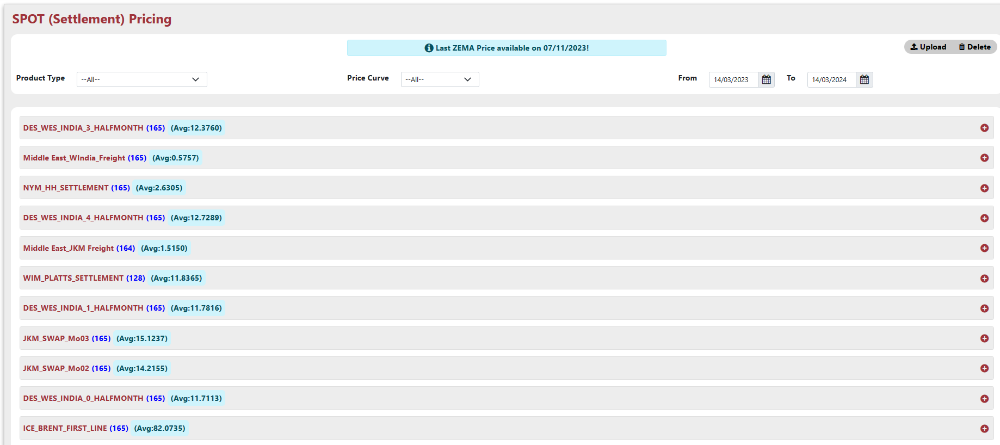 SPOT (Settlement) Pricing
Last ZEMA Price available on 07/11/2023!
Upload Delete
Product Type --All-- Price Curve --All-- From 14/03/2023 To 14/03/2024
DES_WES_INDIA_3_HALFMONTH (165) (Avg:12.3760)
Middle East_WIndia_Freight (165) (Avg:0.5757)
NYM_HH_SETTLEMENT (165) (Avg:2.6305)
DES_WES_INDIA_4_HALFMONTH (165) (Avg:12.7289)
Middle East_JKM Freight (164) (Avg:1.5150)
WIM_PLATTS_SETTLEMENT (128) (Avg:11.8365)
DES_WES_INDIA_1_HALFMONTH (165) (Avg:11.7816)
JKM_SWAP_Mo03 (165) (Avg:15.1237)
JKM_SWAP_Mo02 (165) (Avg:14.2155)
DES_WES_INDIA_0_HALFMONTH (165) (Avg:11.7113)
ICE_BRENT_FIRST_LINE (165) (Avg:82.0735)